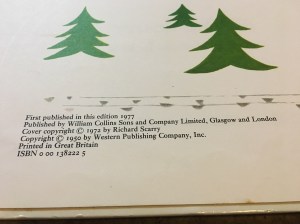 First published in this edition 1977
Published by William Collins Sons and Company Limited, Glasgow and London
Cover copyright © 1972 by Richard Scarry
Copyright © 1950 by Western Publishing Company, Inc.
Printed in Great Britain
ISBN 0 00 138222 5